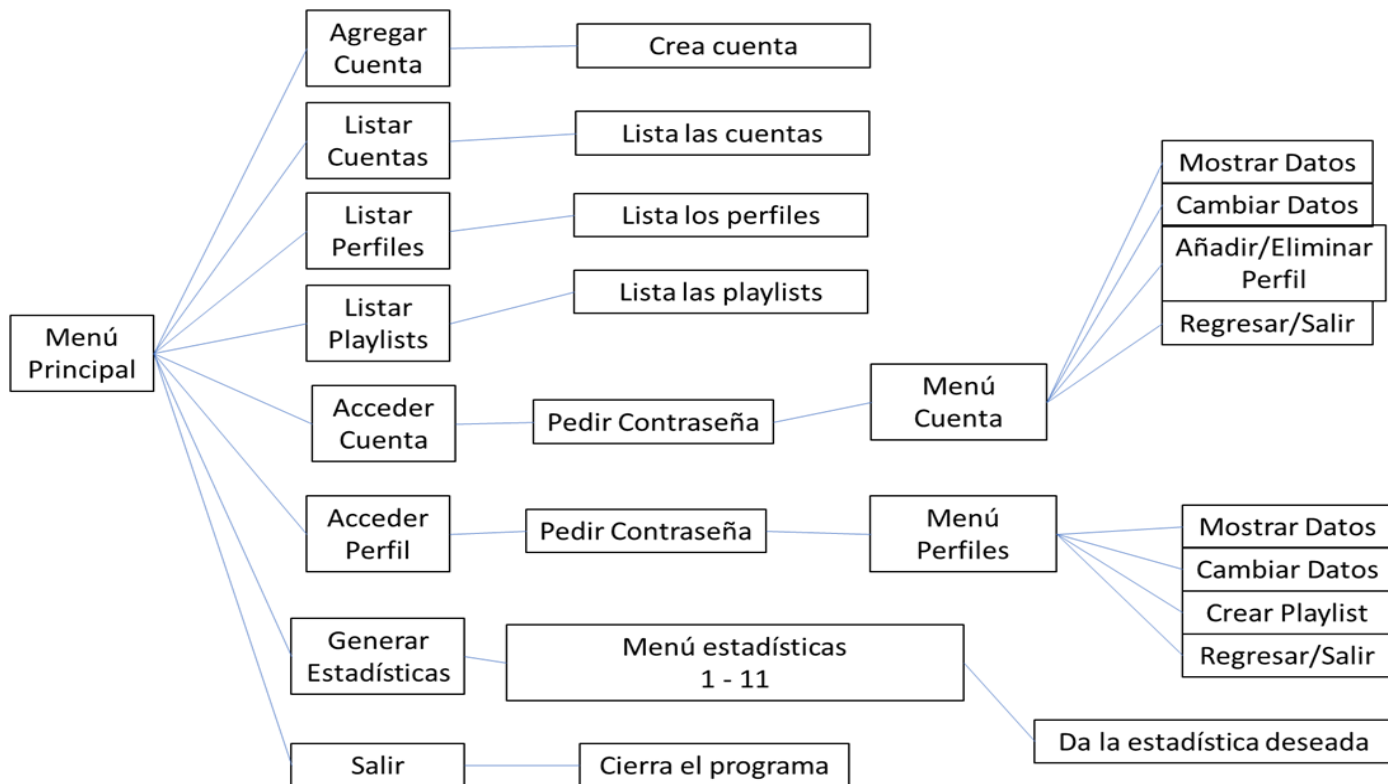 Agregar
Cuenta
Crea cuenta
Listar
Cuentas
Lista las cuentas
Listar
Perfiles
Lista los perfiles
Listar
Playlists
Lista las playlists
Menú
Principal
Acceder
Cuenta
Pedir Contraseña
Menú
Cuenta
Mostrar Datos
Cambiar Datos
Añadir/Eliminar
Perfil
Regresar/Salir
Acceder
Perfil
Pedir Contraseña
Menú
Perfiles
Mostrar Datos
Cambiar Datos
Crear Playlist
Regresar/Salir
Generar
Estadísticas
Menú estadísticas
1 - 11
Da la estadística deseada
Salir
Cierra el programa